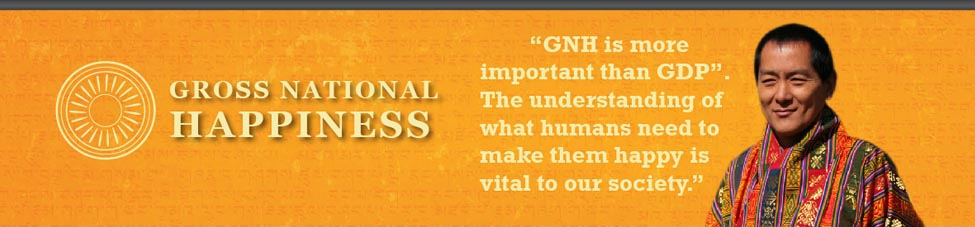 GROSS NATIONAL
HAPPINESS
“GNH is more
important than GDP”.
The understanding of
what humans need to
make them happy is
vital to our society.”